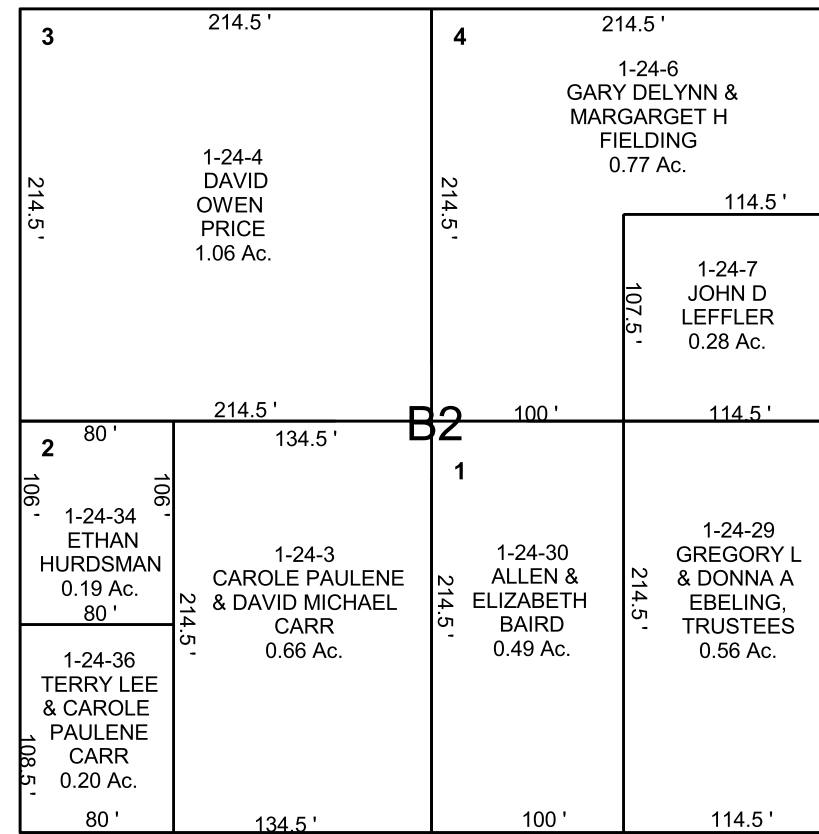 3
214.5 '
4
214.5 '
1-24-4
DAVID
OWEN
PRICE
1.06 Ac.
214.5 '
1-24-6
GARY DELYNN &
MARGARGET H
FIELDING
0.77 Ac.
214.5 '
114.5 '
1-24-7
JOHN D
LEFFLER
0.28 Ac.
107.5 '
214.5 '
B2
100 '
114.5 '
2
80 '
106 '
106 '
1-24-34
ETHAN
HURDSMAN
0.19 Ac.
80 '
1-24-36
TERRY LEE
& CAROLE
PAULENE
CARR
0.20 Ac.
108.5 '
80 '
134.5 '
214.5 '
1-24-3
CAROLE PAULENE
& DAVID MICHAEL
CARR
0.66 Ac.
134.5 '
1
214.5 '
1-24-30
ALLEN &
ELIZABETH
BAIRD
0.49 Ac.
100 '
214.5 '
1-24-29
GREGORY L
& DONNA A
EBELING,
TRUSTEES
0.56 Ac.
114.5 '